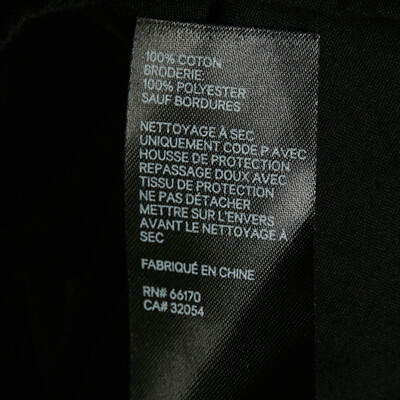 100% COTON
BRODERIE:
100% POLYESTER
SAUF BORDURES
NETTOYAGE À SEC
UNIQUEMENT CODE P AVEC
HOUSSE DE PROTECTION
REPASSAGE DOUX AVEC
TISSU DE PROTECTION
NE PAS DÉTACHER
METTRE SUR L'ENVERS
AVANT LE NETTOYAGE À
SEC
FABRIQUÉ EN CHINE
RN# 66170
CA# 32054